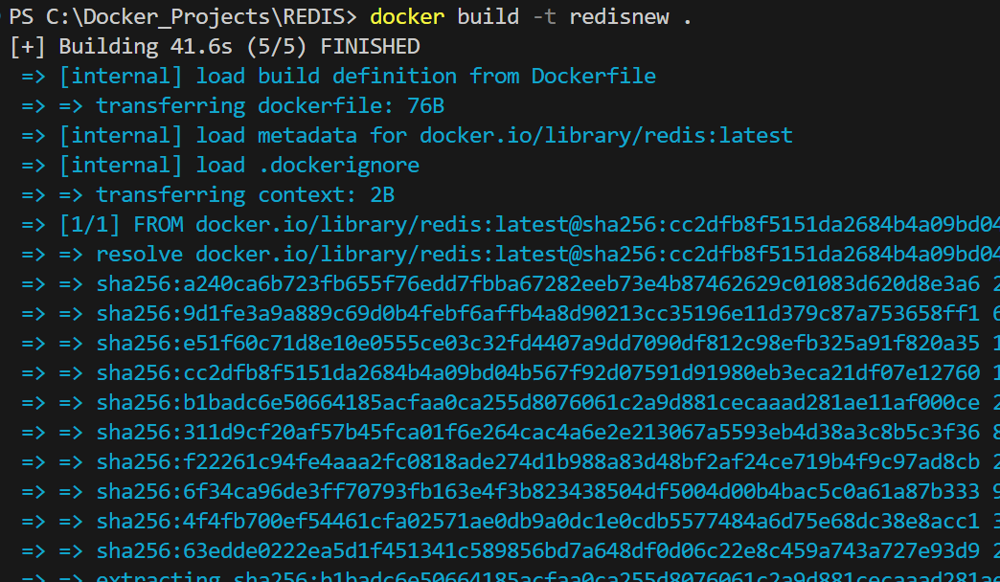 PS C:\Docker_Projects\REDIS> docker build -t redisnew .
[+] Building 41.6s (5/5) FINISHED
=> [internal] load build definition from Dockerfile
=> => transferring dockerfile: 76B
=> [internal] load metadata for docker.io/library/redis:latest
=> [internal] load .dockerignore
=> => transferring context: 2B
=> [1/1] FROM docker.io/library/redis:latest@sha256:cc2dfb8f5151da2684b4a09bd04
=> => resolve docker.io/library/redis:latest@sha256:cc2dfb8f5151da2684b4a09bd04
=> => sha256:a240ca6b723fb655f76edd7fbba67282eeb73e4b87462629c01083d620d8e3a6 2
=> => sha256:9d1fe3a9a889c69d0b4febf6affb4a8d90213cc35196e11d379c87a753658ff1 6
=> => sha256:e51f60c71d8e10e0555ce03c32fd4407a9dd7090df812c98efb325a91f820a35 1
=> => sha256:cc2dfb8f5151da2684b4a09bd04b567f92d07591d91980eb3eca21df07e12760 1
=> => sha256:b1badc6e50664185acfaa0ca255d8076061c2a9d881cecaaad281ae11af000ce 2
=> => sha256:311d9cf20af57b45fca01f6e264cac4a6e2e213067a5593eb4d38a3c8b5c3f36 8
=> => sha256:f22261c94fe4aaa2fc0818ade274d1b988a83d48bf2af24ce719b4f9c97ad8cb 2
=> => sha256:6f34ca96de3ff70793fb163e4f3b823438504df5004d00b4bac5c0a61a87b333 9
=> => sha256:4f4fb700ef54461cfa02571ae0db9a0dc1e0cdb5577484a6d75e68dc38e8acc1 3
=> => sha256:63edde0222ea5d1f451341c589856bd7a648df0d06c22e8c459a743a727e93d9 2
=> => extracting sha256:b1badc6e50664185acfaa0ca255d8076061c2a9d881cecaaad281ae